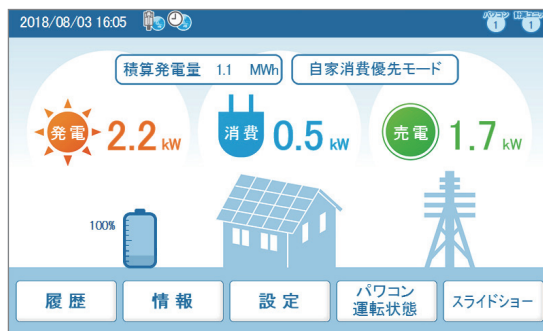 2018/08/03 16:05
パワコン 計測ユニット
1 1
積算発電量 1.1 MWh 自家消費優先モード
発電 2.2 kW 消費 0.5 kW 売電 1.7 kW
100%
履歴 情報 設定 パワコン 運転状態 スライドショー